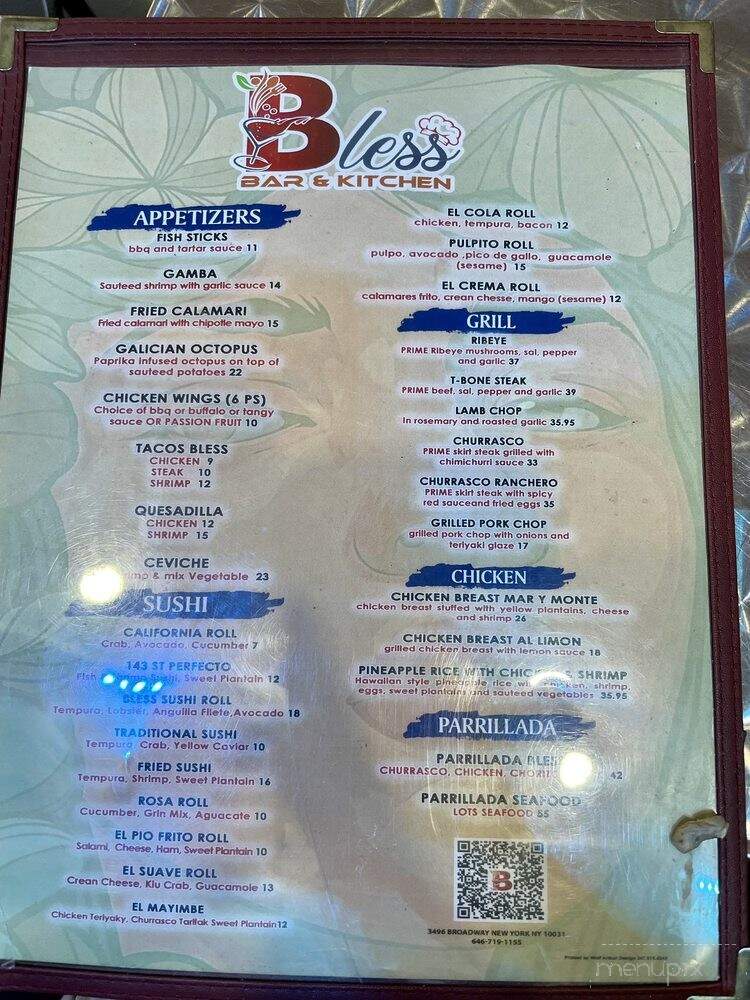 Bless
BAR & KITCHEN
APPETIZERS
FISH STICKS
bbq and tartar sauce 11
GAMBA
Sauteed shrimp with garlic sauce 14
FRIED CALAMARI
Fried calamari with chipotle mayo 15
GALICIAN OCTOPUS
Paprika infused octopus on top of
sauteed potatoes 22
CHICKEN WINGS (6 PS)
Choice of bbq or buffalo or tangy
sauce OR PASSION FRUIT 10
TACOS BLESS
CHICKEN 9
STEAK 10
SHRIMP 12
QUESADILLA
CHICKEN 12
SHRIMP 15
CEVICHE
& mix Vegetable 23
SUSHI
CALIFORNIA ROLL
Crab, Avocado, Cucumber 7
143 ST PERFECTO
Fish Sushi, Sweet Plantain 12
BLESS SUSHI ROLL
Tempura, Lobster, Anguilla Filete,Avocado 18
TRADITIONAL SUSHI
Tempura, Crab, Yellow Caviar 10
FRIED SUSHI
Tempura, Shrimp, Sweet Plantain 16
ROSA ROLL
Cucumber, Grin Mix, Aguacate 10
EL PIO FRITO ROLL
Salami, Cheese, Ham, Sweet Plantain 10
EL SUAVE ROLL
Crean Cheese, Kiu Crab, Guacamole 13
EL MAYIMBE
Chicken Teriyaky, Churrasco Tartlak Sweet Plantain 12
EL COLA ROLL
chicken, tempura, bacon 12
PULPITO ROLL
pulpo, avocado ,pico de gallo, guacamole
(sesame) 15
EL CREMA ROLL
calamares frito, crean chesse, mango (sesame) 12
GRILL
RIBEYE
PRIME Ribeye mushrooms, sal, pepper
and garlic 37
T-BONE STEAK
PRIME beef, sal, pepper and garlic 39
LAMB CHOP
In rosemary and roasted garlic 35.95
CHURRASCO
PRIME skirt steak grilled with
chimichurri sauce 33
CHURRASCO RANCHERO
PRIME skirt steak with spicy
red sauceand fried eggs 35
GRILLED PORK CHOP
grilled pork chop with onions and
teriyaki glaze 17
CHICKEN
CHICKEN BREAST MAR Y MONTE
chicken breast stuffed with yellow plantains, cheese
and shrimp 26
CHICKEN BREAST AL LIMON
grilled chicken breast with lemon sauce 18
PINEAPPLE RICE WITH CHICKEN & SHRIMP
Hawaiian style pineapple rice with chicken, shrimp,
eggs, sweet plantains and sauteed vegetables 35.95
PARRILLADA
PARRILLADA BLESS
CHURRASCO, CHICKEN, 42
PARRILLADA SEAFOOD
LOTS SEAFOOD 55
B
3496 BROADWAY NEW YORK NY 10031
646-719-1155
menupix